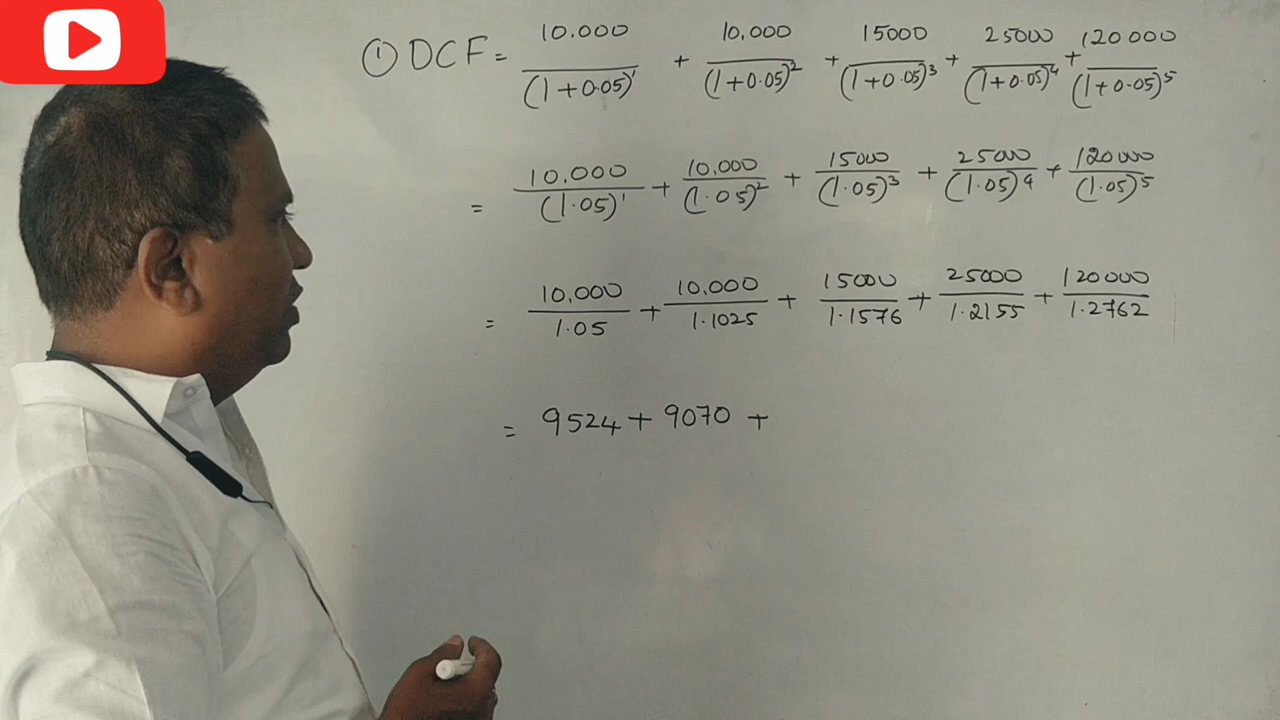 ① DCF = 10.000/(1+0.05)¹ + 10,000/(1+0.05)² + 15000/(1+0.05)³ + 25000/(1+0.05)⁴ + 120000/(1+0.05)⁵
= 10.000/(1.05)¹ + 10.000/(1.05)² + 15000/(1.05)³ + 25000/(1.05)⁴ + 120000/(1.05)⁵
= 10,000/1.05 + 10,000/1.1025 + 15000/1.1576 + 25000/1.2155 + 120000/1.2762
= 9524 + 9070 +